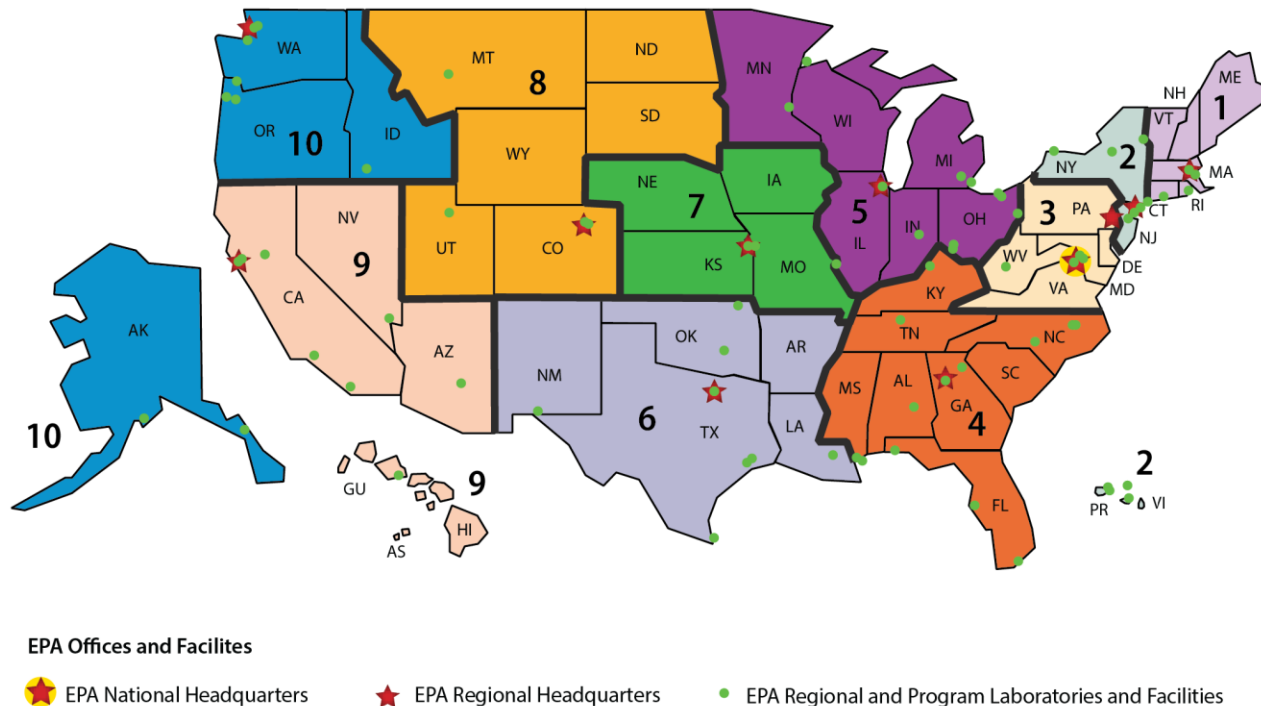 WA
MT
ND
MN
ME
NH
VT
1
8
10
OR
ID
SD
WI
WY
MI
NY
2
MA
NE
IA
CT
RI
7
5
3
PA
NV
IL
IN
OH
NJ
UT
CO
KS
MO
WV
DE
9
VA
MD
CA
KY
AK
OK
AR
TN
NC
AZ
NM
MS
AL
SC
GA
6
TX
LA
4
10
GU
9
2
HI
AS
FL
PR
VI
EPA Offices and Facilites
EPA National Headquarters
EPA Regional Headquarters
EPA Regional and Program Laboratories and Facilities